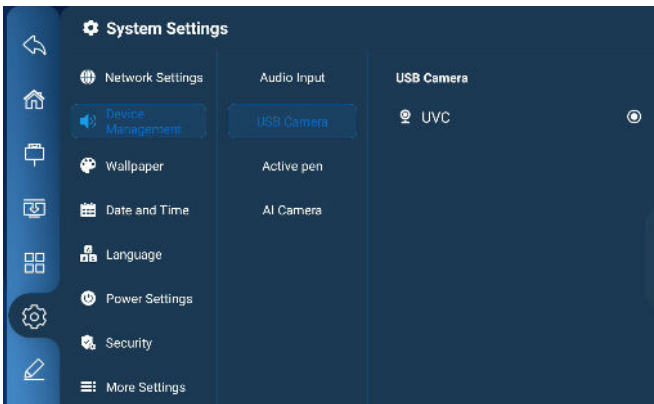 System Settings
Network Settings
Device
Management
Wallpaper
Date and Time
Language
Power Settings
Security
More Settings
Audio Input
USB Camera
Active pen
AI Camera
USB Camera
UVC